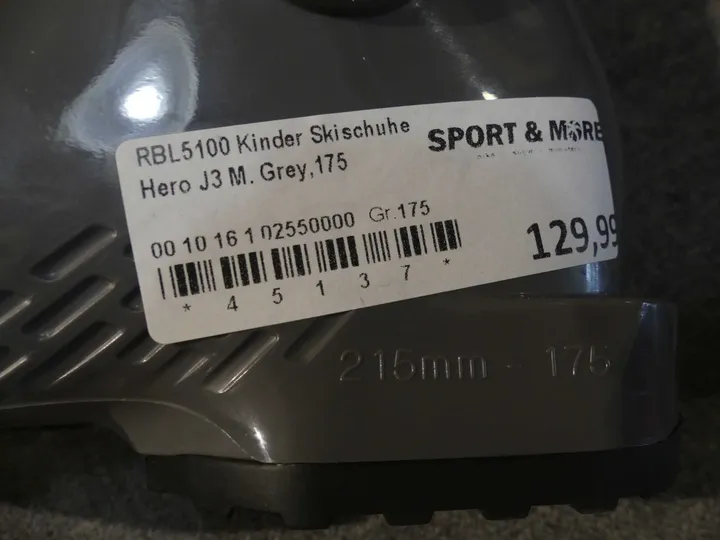 RBL5100 Kinder Skischuhe
Hero J3 M. Grey,175
SPORT & MORE
00 10 16 1 02550000 Gr.175
129,99
* 4 5 1 3 7 *
215mm - 175